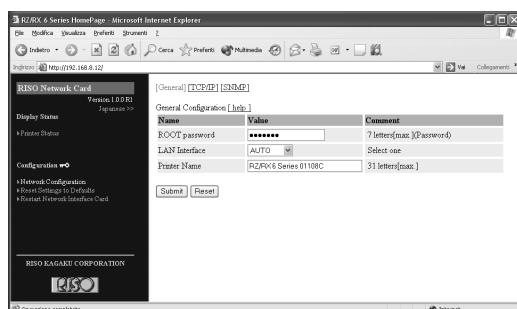 RZ/RX 6 Series HomePage - Microsoft Internet Explorer
File Modifica Visualizza Preferiti Strumenti ?
Indietro Cerca Preferiti Multimedia
Indirizzo http://192.168.8.12/ Vai Collegamenti
RISO Network Card
Version 1.0.0 R1
Japanese >>
Display Status
Printer Status
Configuration
Network Configuration
Reset Settings to Defaults
Restart Network Interface Card
RISO KAGAKU CORPORATION
RISO
[General] [TCP/IP] [SNMP]
General Configuration [ help ]
Name Value Comment
ROOT password ••••••• 7 letters[max.](Password)
LAN Interface AUTO Select one
Printer Name RZ/RX6 Series 01108C 31 letters[max.]
Submit Reset
Operazione completata Internet